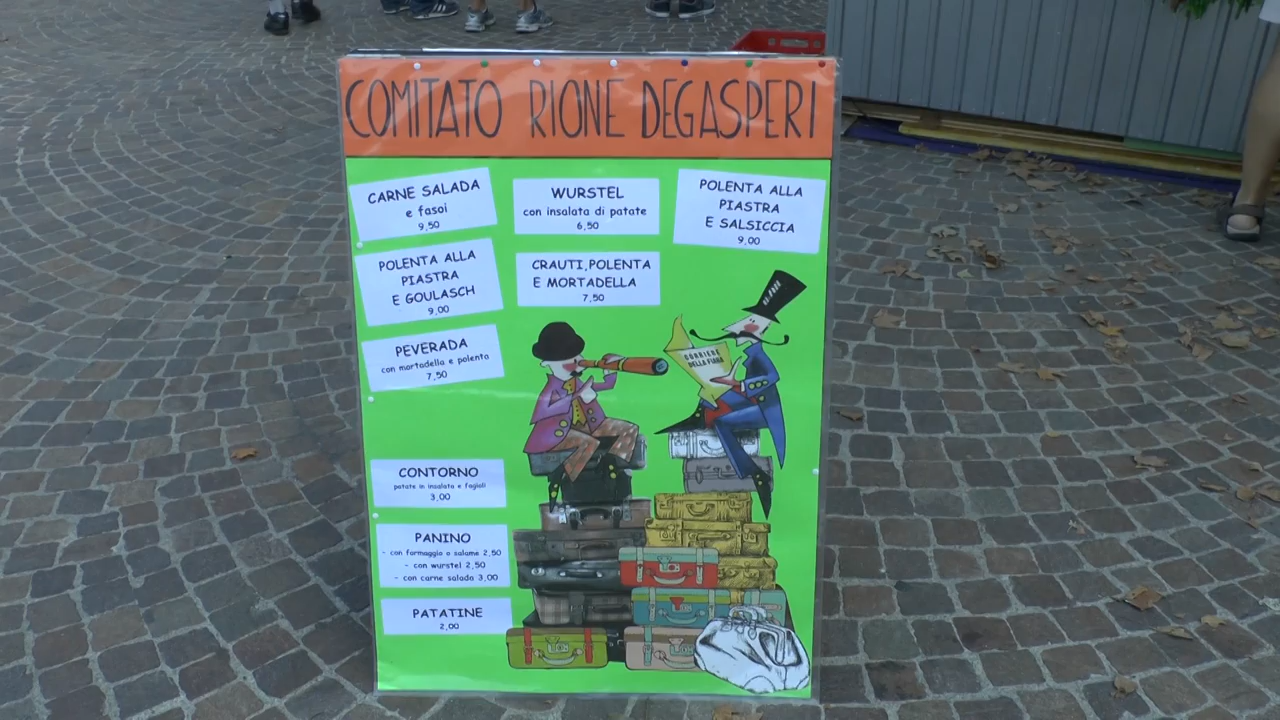 COMITATO RIONE DEGASPERI
CARNE SALADA
e fasoi
9,50
WURSTEL
con insalata di patate
6,50
POLENTA ALLA
PIASTRA
E SALSICCIA
9,00
POLENTA ALLA
PIASTRA
E GOULASCH
9,00
CRAUTI,POLENTA
E MORTADELLA
7,50
PEVERADA
con mortadella e polenta
7,50
CORRIERE
DELLA FIARA
CONTORNO
patate in insalata e fagioli
3,00
PANINO
- con formaggio o salame 2,50
- con wurstel 2,50
- con carne salada 3,00
PATATINE
2,00